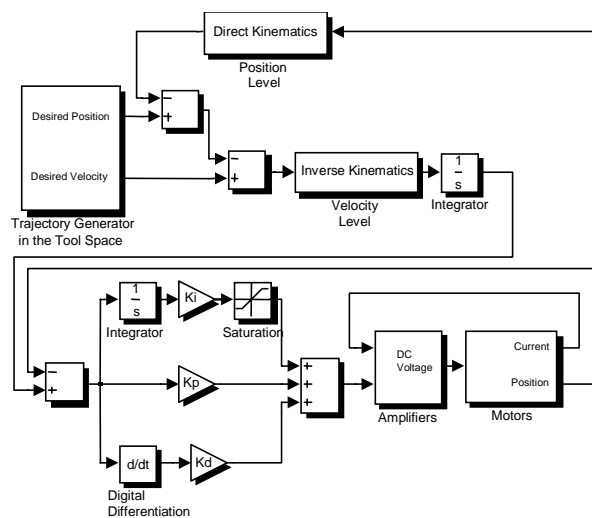 Direct Kinematics
Position
Level
−
+
Desired Position
Desired Velocity
Trajectory Generator
in the Tool Space
−
+
Inverse Kinematics
Velocity
Level
1
s
Integrator
1
s
Integrator
Ki
Saturation
−
+
Kp
+
+
+
d/dt
Digital
Differentiation
Kd
DC
Voltage
Amplifiers
Current
Position
Motors